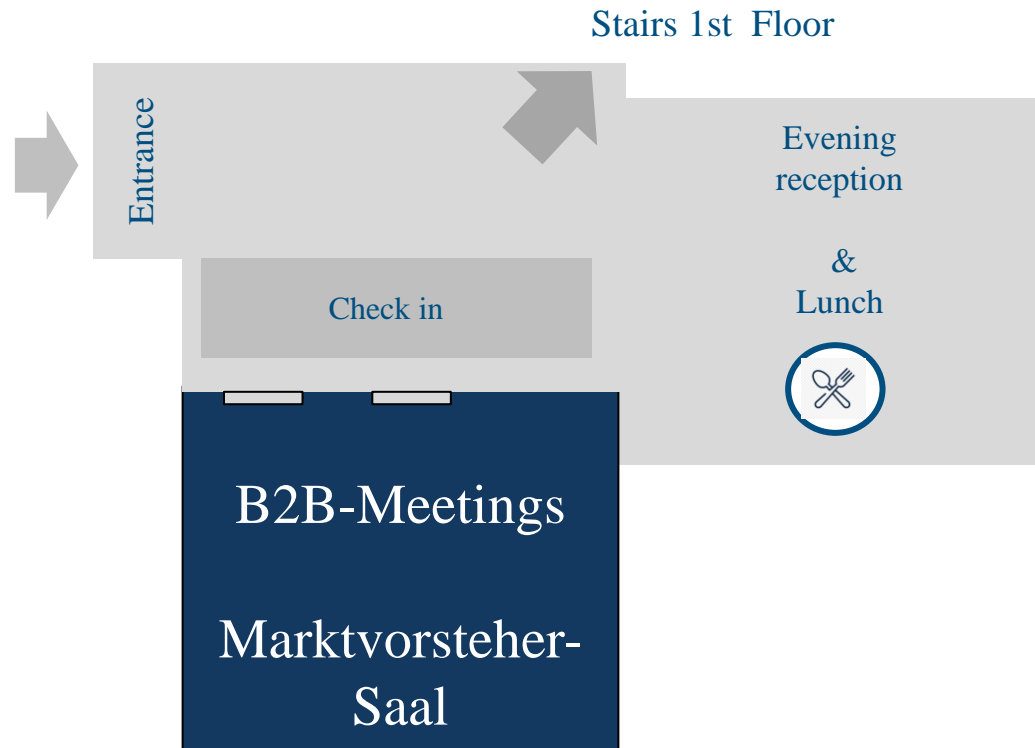 Stairs 1st  Floor
Entrance
Evening
reception
&
Lunch
Check in
B2B-Meetings
Marktvorsteher-
Saal